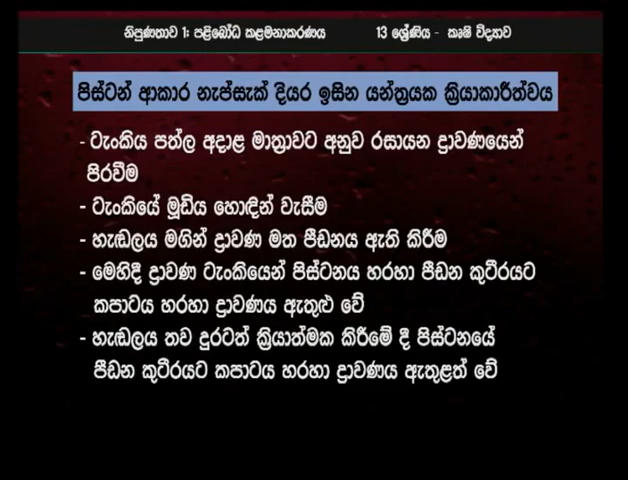 නිපුණතාව 1: පළිබෝධ කළමනාකරණය 13 ශ්‍රේණිය - කෘෂි විද්‍යාව
පිස්ටන් ආකාර නැප්සැක් දියර ඉසින යන්ත්‍රයක ක්‍රියාකාරීත්වය
- ටැංකිය පත්ල අදාළ මාත්‍රාවට අනුව රසායන ද්‍රාවණයෙන්
පිරවීම
- ටැංකියේ මූඩිය හොඳින් වැසීම
- හැඬලය මගින් ද්‍රාවණ මත පීඩනය ඇති කිරීම
- මෙහිදී ද්‍රාවණ ටැංකියෙන් පිස්ටනය හරහා පීඩන කුටීරයට
කපාටය හරහා ද්‍රාවණය ඇතුළු වේ
- හැඬලය තව දුරටත් ක්‍රියාත්මක කිරීමේ දී පිස්ටනයේ
පීඩන කුටීරයට කපාටය හරහා ද්‍රාවණය ඇතුළත් වේ